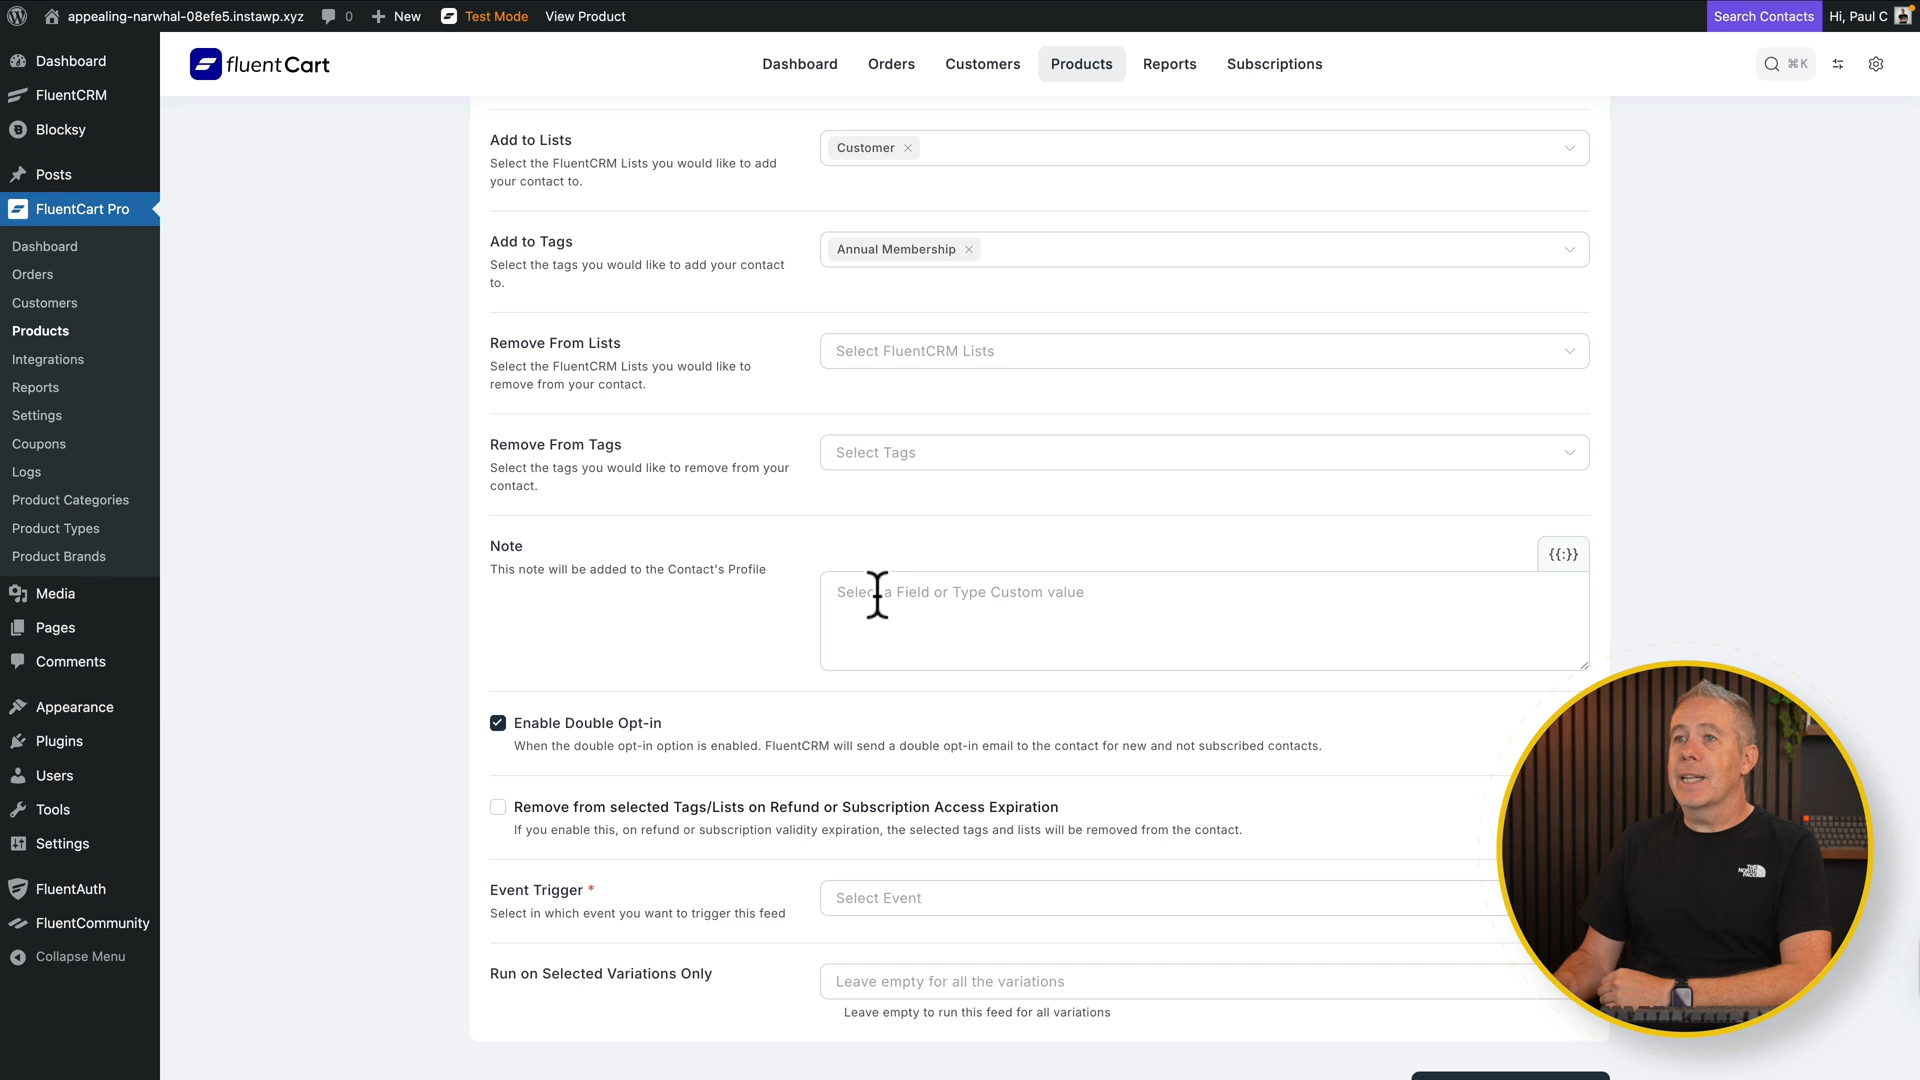 appealing-narwhal-08efe5.instawp.xyz 0 New Test Mode View Product Search Contacts Hi, Paul C
fluentCart Dashboard Orders Customers Products Reports Subscriptions ⌘K
Dashboard
FluentCRM
Blocksy
Posts
FluentCart Pro
Dashboard
Orders
Customers
Products
Integrations
Reports
Settings
Coupons
Logs
Product Categories
Product Types
Product Brands
Media
Pages
Comments
Appearance
Plugins
Users
Tools
Settings
FluentAuth
FluentCommunity
Collapse Menu
Add to Lists
Select the FluentCRM Lists you would like to add
your contact to.
Customer ×
Add to Tags
Select the tags you would like to add your contact
to.
Annual Membership ×
Remove From Lists
Select the FluentCRM Lists you would like to
remove from your contact.
Select FluentCRM Lists
Remove From Tags
Select the tags you would like to remove from your
contact.
Select Tags
Note
This note will be added to the Contact's Profile
{{:}}
Select a Field or Type Custom value
Enable Double Opt-in
When the double opt-in option is enabled. FluentCRM will send a double opt-in email to the contact for new and not subscribed contacts.
Remove from selected Tags/Lists on Refund or Subscription Access Expiration
If you enable this, on refund or subscription validity expiration, the selected tags and lists will be removed from the contact.
Event Trigger *
Select in which event you want to trigger this feed
Select Event
Run on Selected Variations Only
Leave empty for all the variations
Leave empty to run this feed for all variations
THE
NORTH
FACE